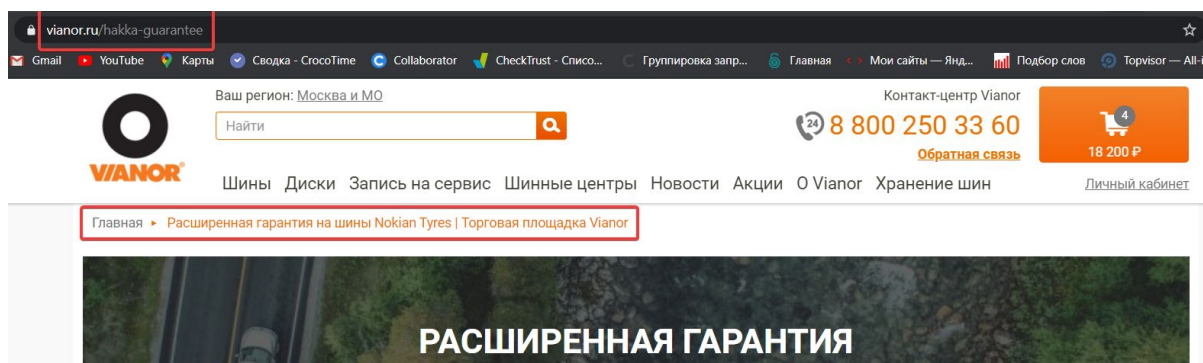 vianor.ru/hakka-guarantee
Gmail YouTube Карты Сводка - CrocoTime Collaborator CheckTrust - Списо... Группировка запр... Главная Мои сайты — Янд... Подбор слов Topvisor — All-i
Ваш регион: Москва и МО
Контакт-центр Vianor
Найти
24 8 800 250 33 60
4
Обратная связь
18 200 ₽
VIANOR®
Шины Диски Запись на сервис Шинные центры Новости Акции О Vianor Хранение шин Личный кабинет
Главная ▸ Расширенная гарантия на шины Nokian Tyres | Торговая площадка Vianor
РАСШИРЕННАЯ ГАРАНТИЯ